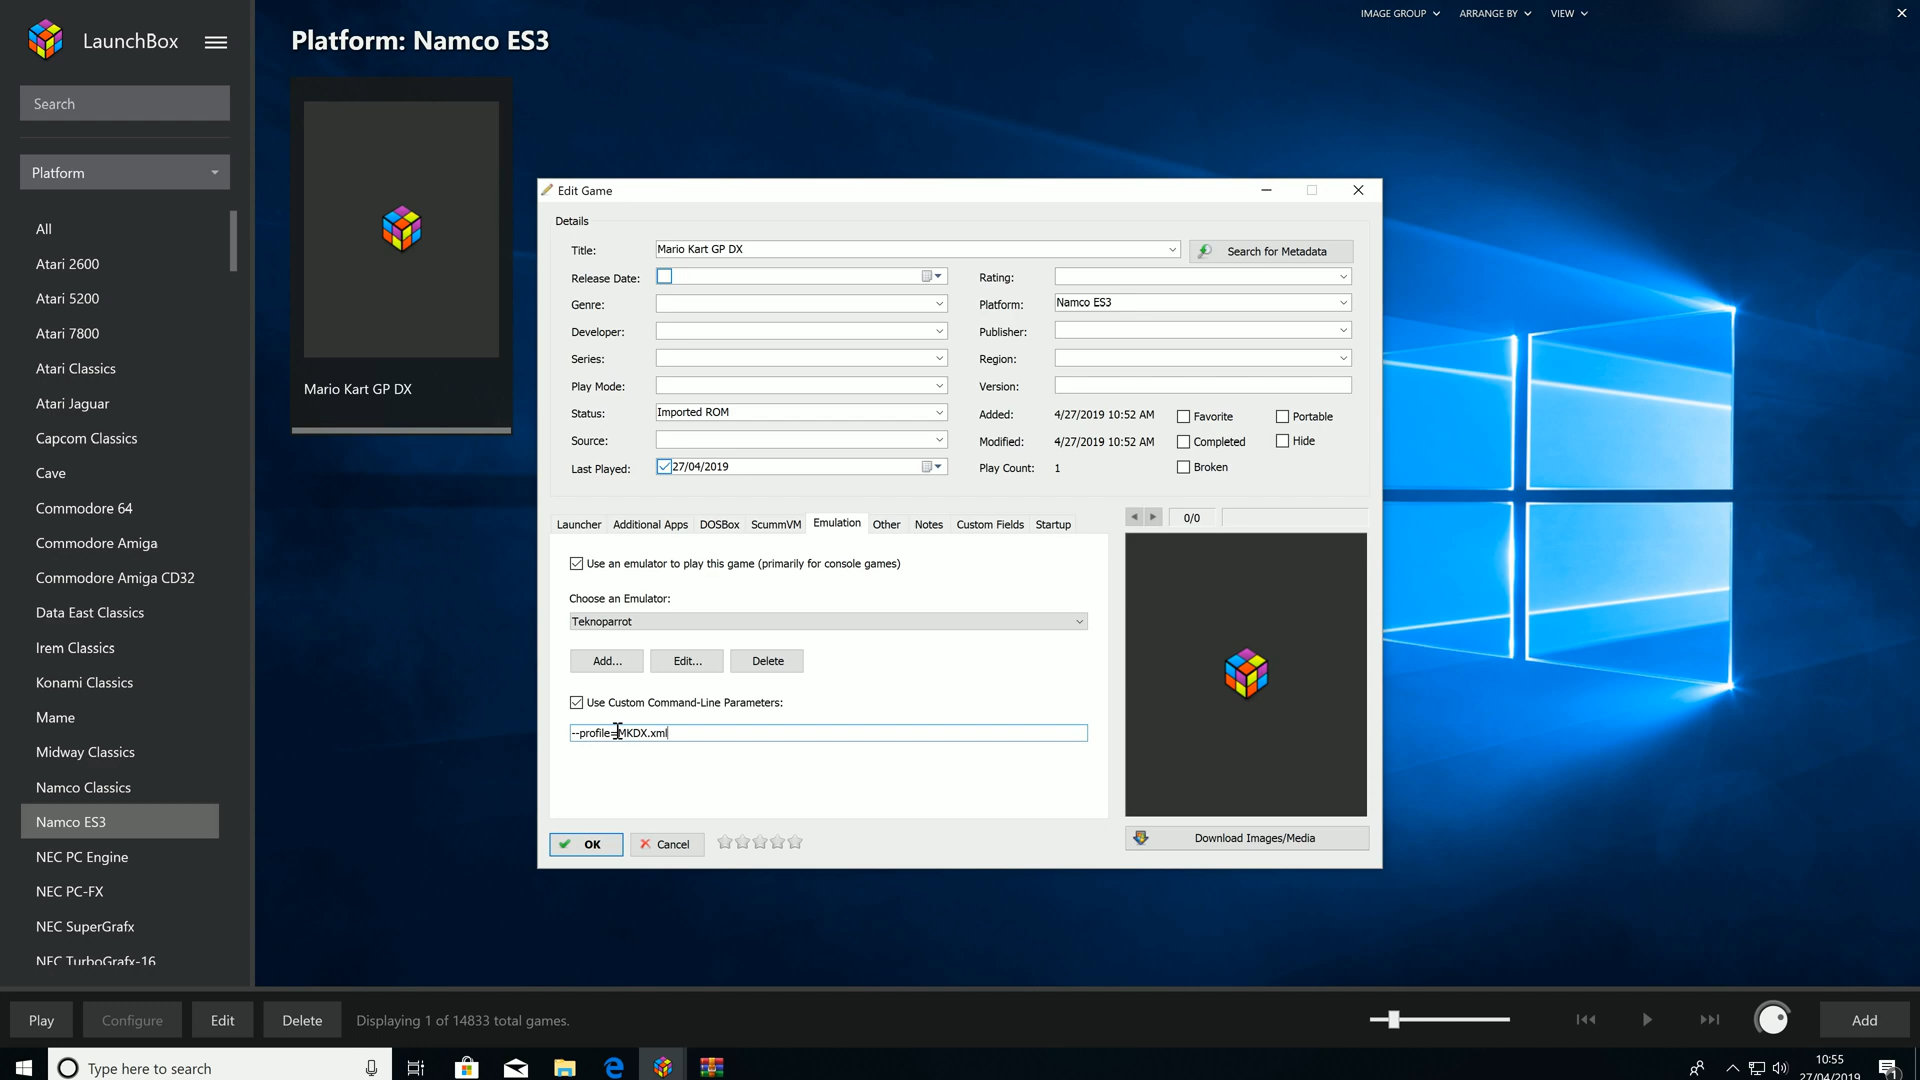 LaunchBox
Search
Platform
All
Atari 2600
Atari 5200
Atari 7800
Atari Classics
Atari Jaguar
Capcom Classics
Cave
Commodore 64
Commodore Amiga
Commodore Amiga CD32
Data East Classics
Irem Classics
Konami Classics
Mame
Midway Classics
Namco Classics
Namco ES3
NEC PC Engine
NEC PC-FX
NEC SuperGrafx
NEC TurboGrafx-16
Platform: Namco ES3
IMAGE GROUP ARRANGE BY VIEW
Mario Kart GP DX
Edit Game
Details
Title: Mario Kart GP DX Search for Metadata
Release Date: Rating:
Genre: Platform: Namco ES3
Developer: Publisher:
Series: Region:
Play Mode: Version:
Status: Imported ROM Added: 4/27/2019 10:52 AM Favorite Portable
Source: Modified: 4/27/2019 10:52 AM Completed Hide
Last Played: 27/04/2019 Play Count: 1 Broken
Launcher Additional Apps DOSBox ScummVM Emulation Other Notes Custom Fields Startup
0/0
Use an emulator to play this game (primarily for console games)
Choose an Emulator:
Teknoparrot
Add... Edit... Delete
Use Custom Command-Line Parameters:
--profile=MKDX.xml
OK Cancel
Download Images/Media
Play Configure Edit Delete Displaying 1 of 14833 total games. Add
Type here to search
10:55
27/04/2019
1